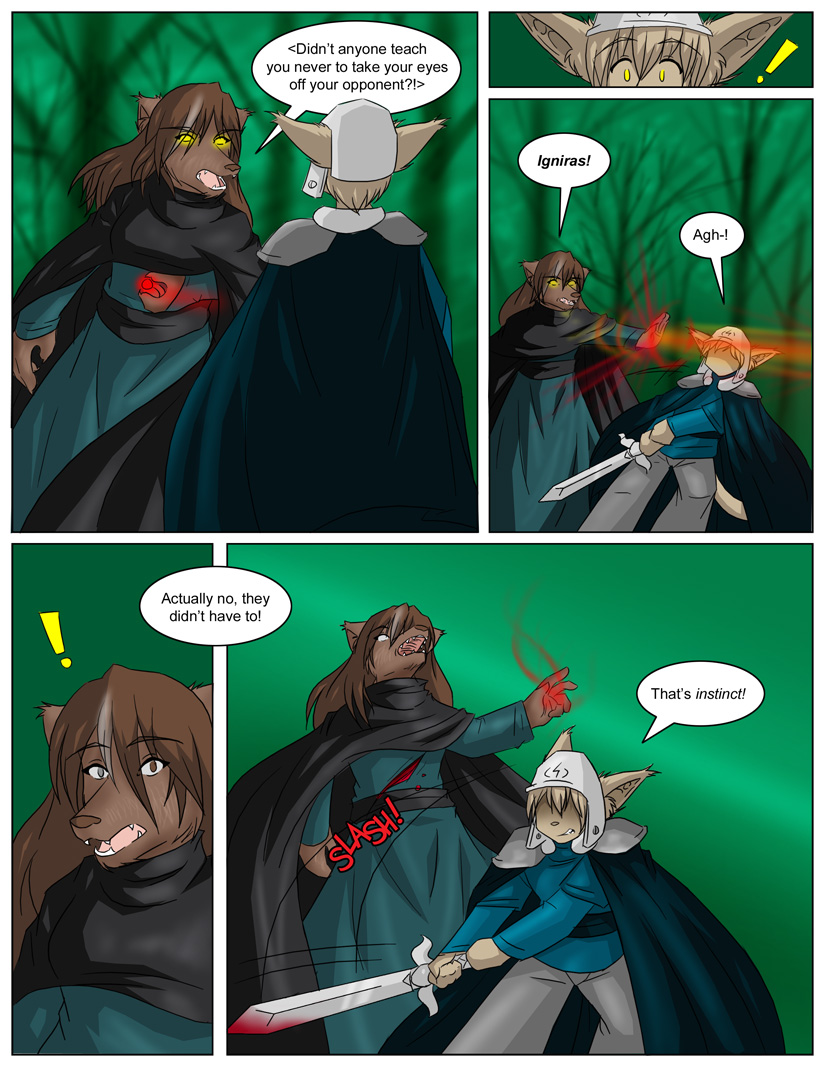 <Didn't anyone teach
you never to take your eyes
off your opponent?!>
!
Igniras!
Agh-!
!
Actually no, they
didn't have to!
SLASH!
That's instinct!